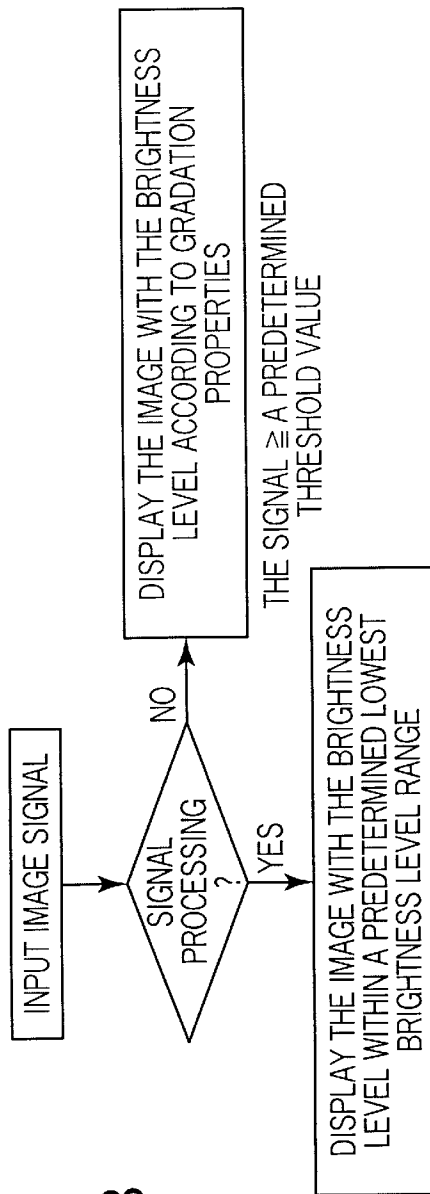 INPUT IMAGE SIGNAL
SIGNAL
PROCESSING
?
NO
DISPLAY THE IMAGE WITH THE BRIGHTNESS
LEVEL ACCORDING TO GRADATION
PROPERTIES
THE SIGNAL ≧ A PREDETERMINED
THRESHOLD VALUE
YES
DISPLAY THE IMAGE WITH THE BRIGHTNESS
LEVEL WITHIN A PREDETERMINED LOWEST
BRIGHTNESS LEVEL RANGE